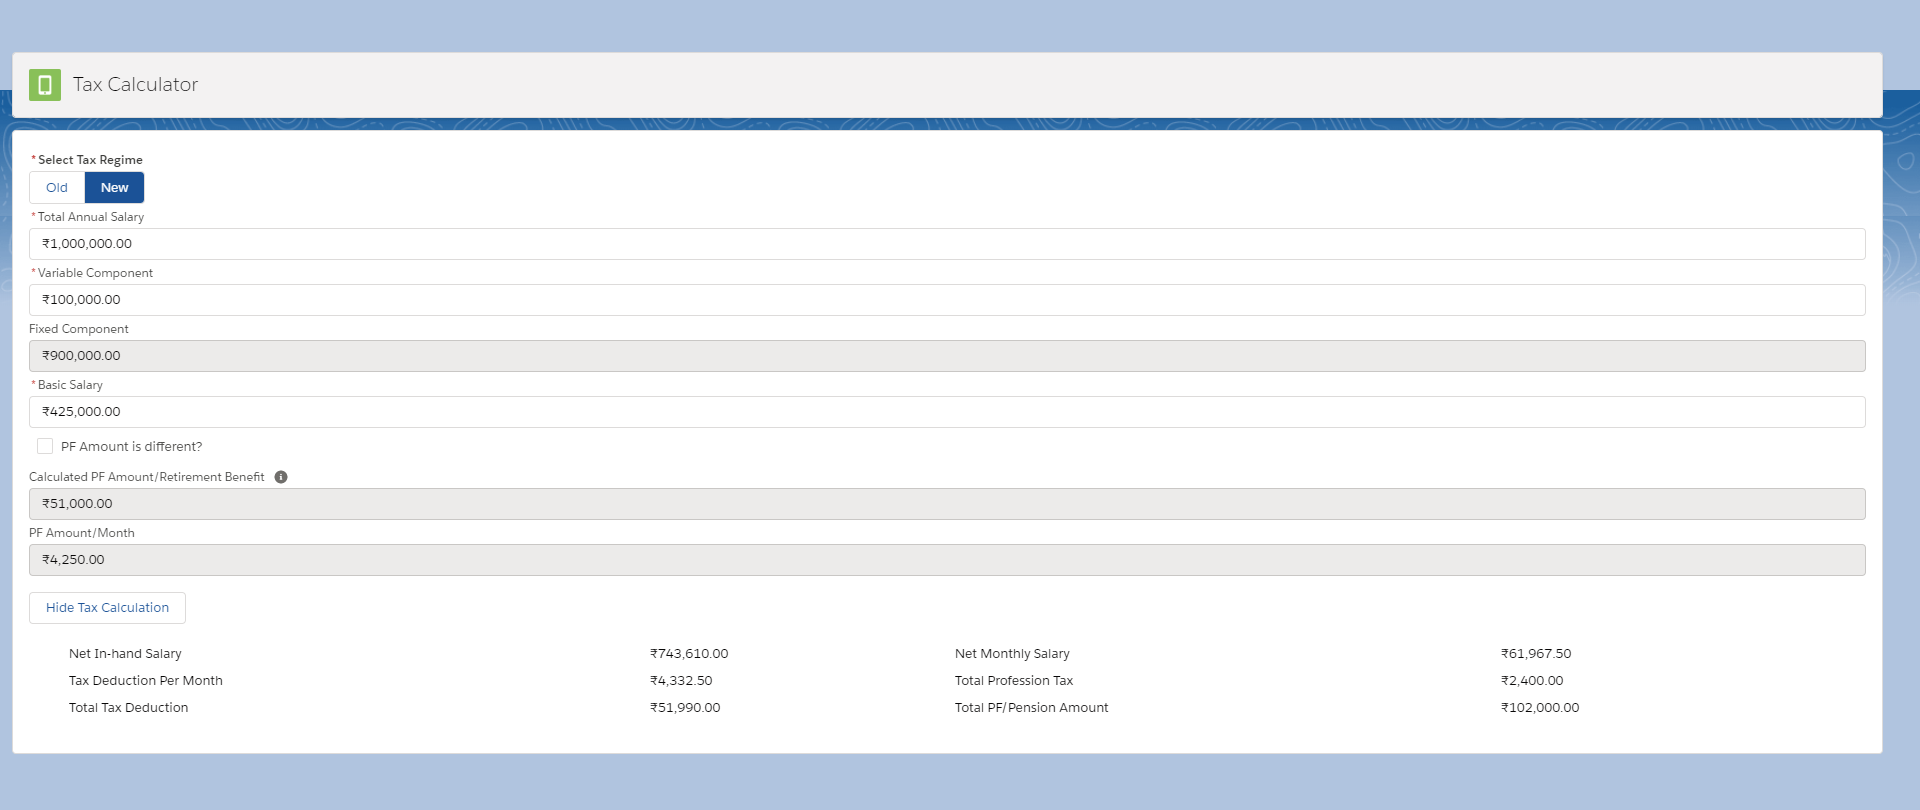 Tax Calculator
*Select Tax Regime
Old New
*Total Annual Salary
₹1,000,000.00
*Variable Component
₹100,000.00
Fixed Component
₹900,000.00
*Basic Salary
₹425,000.00
PF Amount is different?
Calculated PF Amount/Retirement Benefit
₹51,000.00
PF Amount/Month
₹4,250.00
Hide Tax Calculation
Net In-hand Salary ₹743,610.00 Net Monthly Salary ₹61,967.50
Tax Deduction Per Month ₹4,332.50 Total Profession Tax ₹2,400.00
Total Tax Deduction ₹51,990.00 Total PF/Pension Amount ₹102,000.00